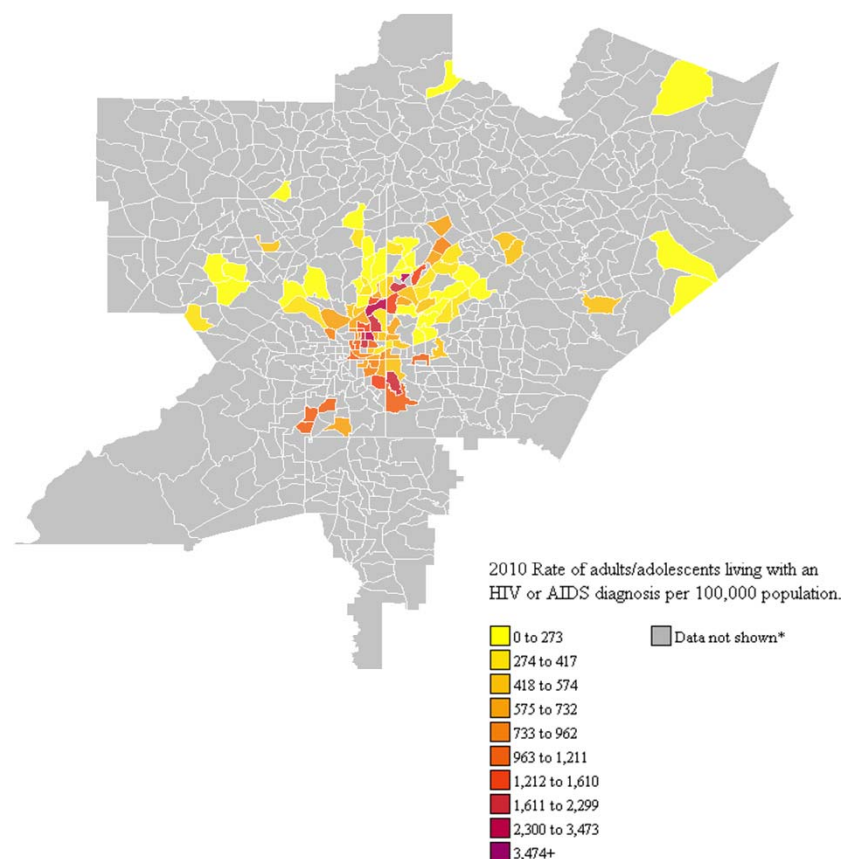 2010 Rate of adults/adolescents living with an
HIV or AIDS diagnosis per 100,000 population.
0 to 273
Data not shown*
274 to 417
418 to 574
575 to 732
733 to 962
963 to 1,211
1,212 to 1,610
1,611 to 2,299
2,300 to 3,473
3,474+